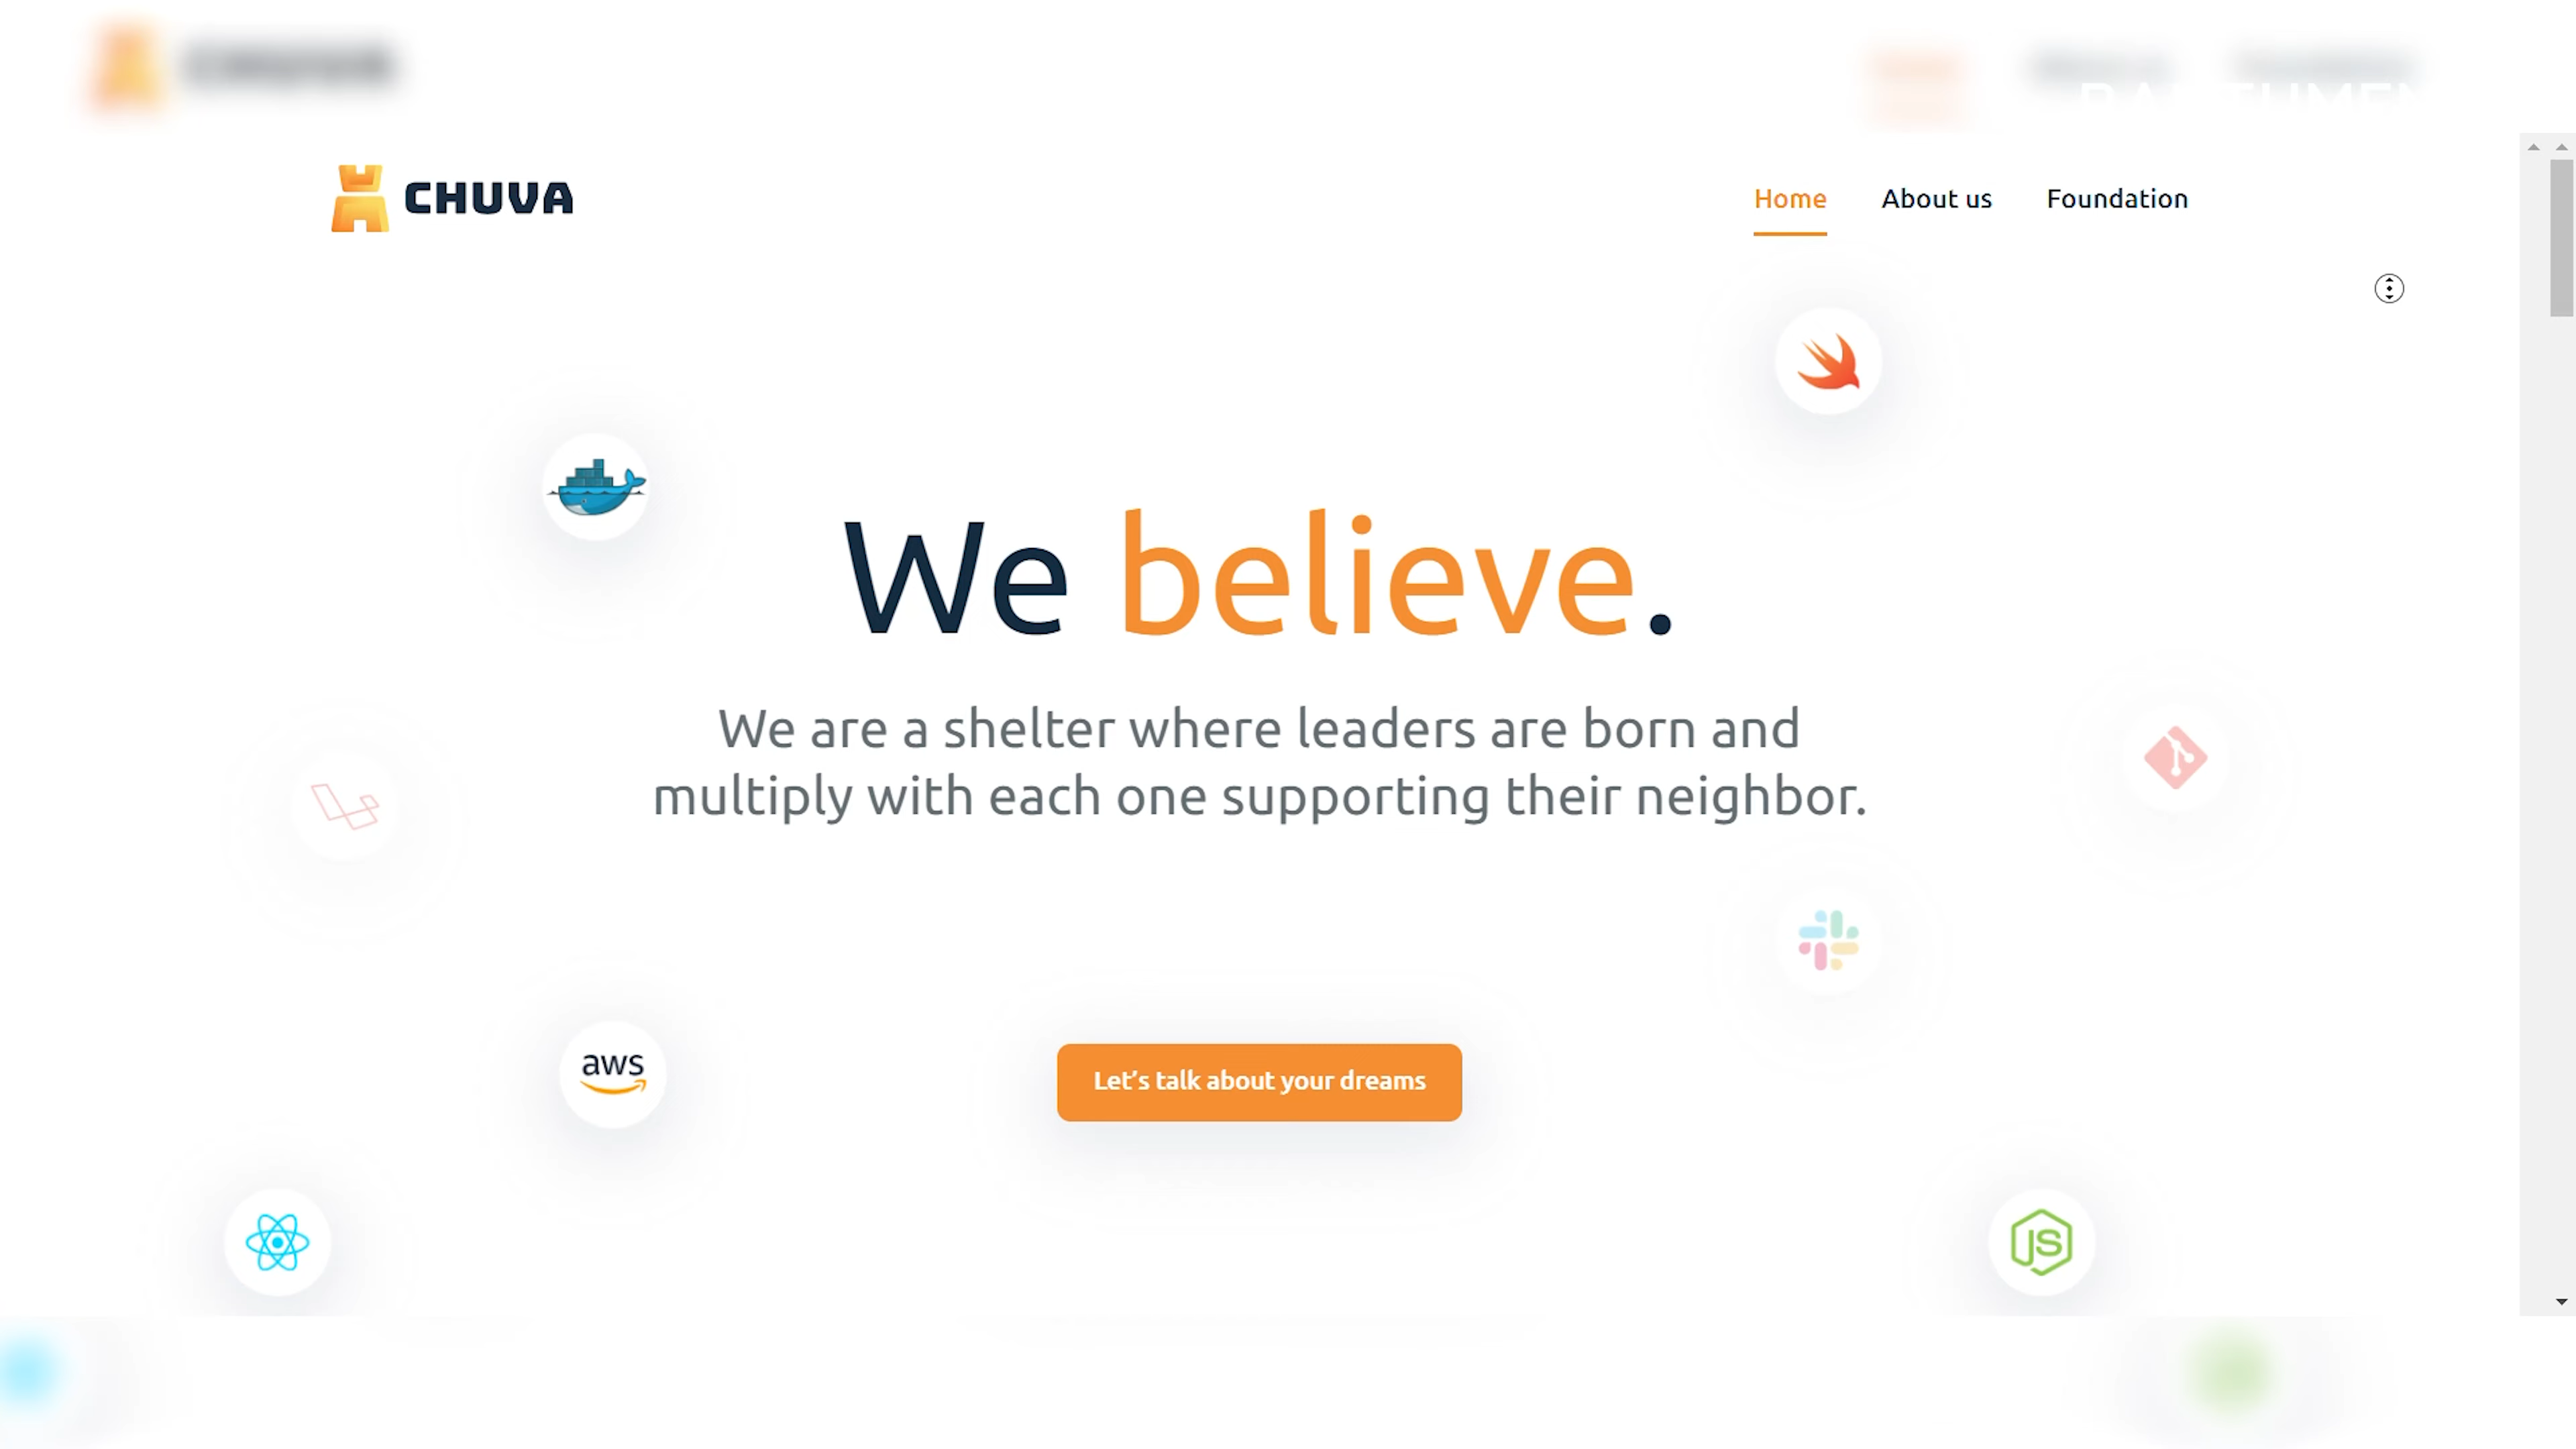 CHUVA
Home About us Foundation
We believe.
We are a shelter where leaders are born and
multiply with each one supporting their neighbor.
aws
Let's talk about your dreams
JS